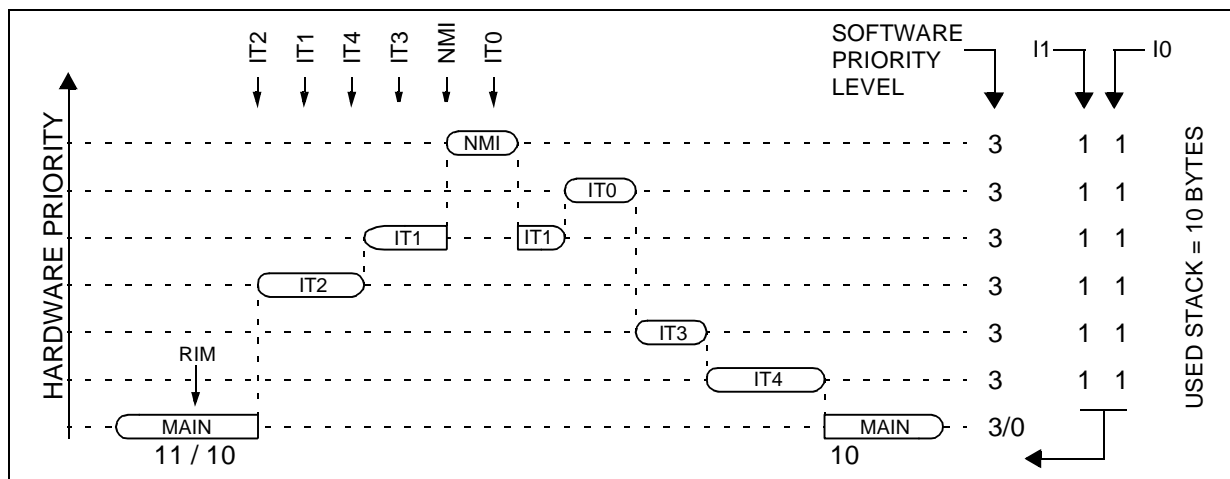 IT2
IT1
IT4
IT3
NMI
IT0
SOFTWARE
PRIORITY
LEVEL
I1
I0
HARDWARE PRIORITY
NMI
3
1 1
IT0
3
1 1
IT1
IT1
3
1 1
IT2
3
1 1
IT3
3
1 1
RIM
IT4
3
1 1
MAIN
MAIN
3/0
11 / 10
10
USED STACK = 10 BYTES